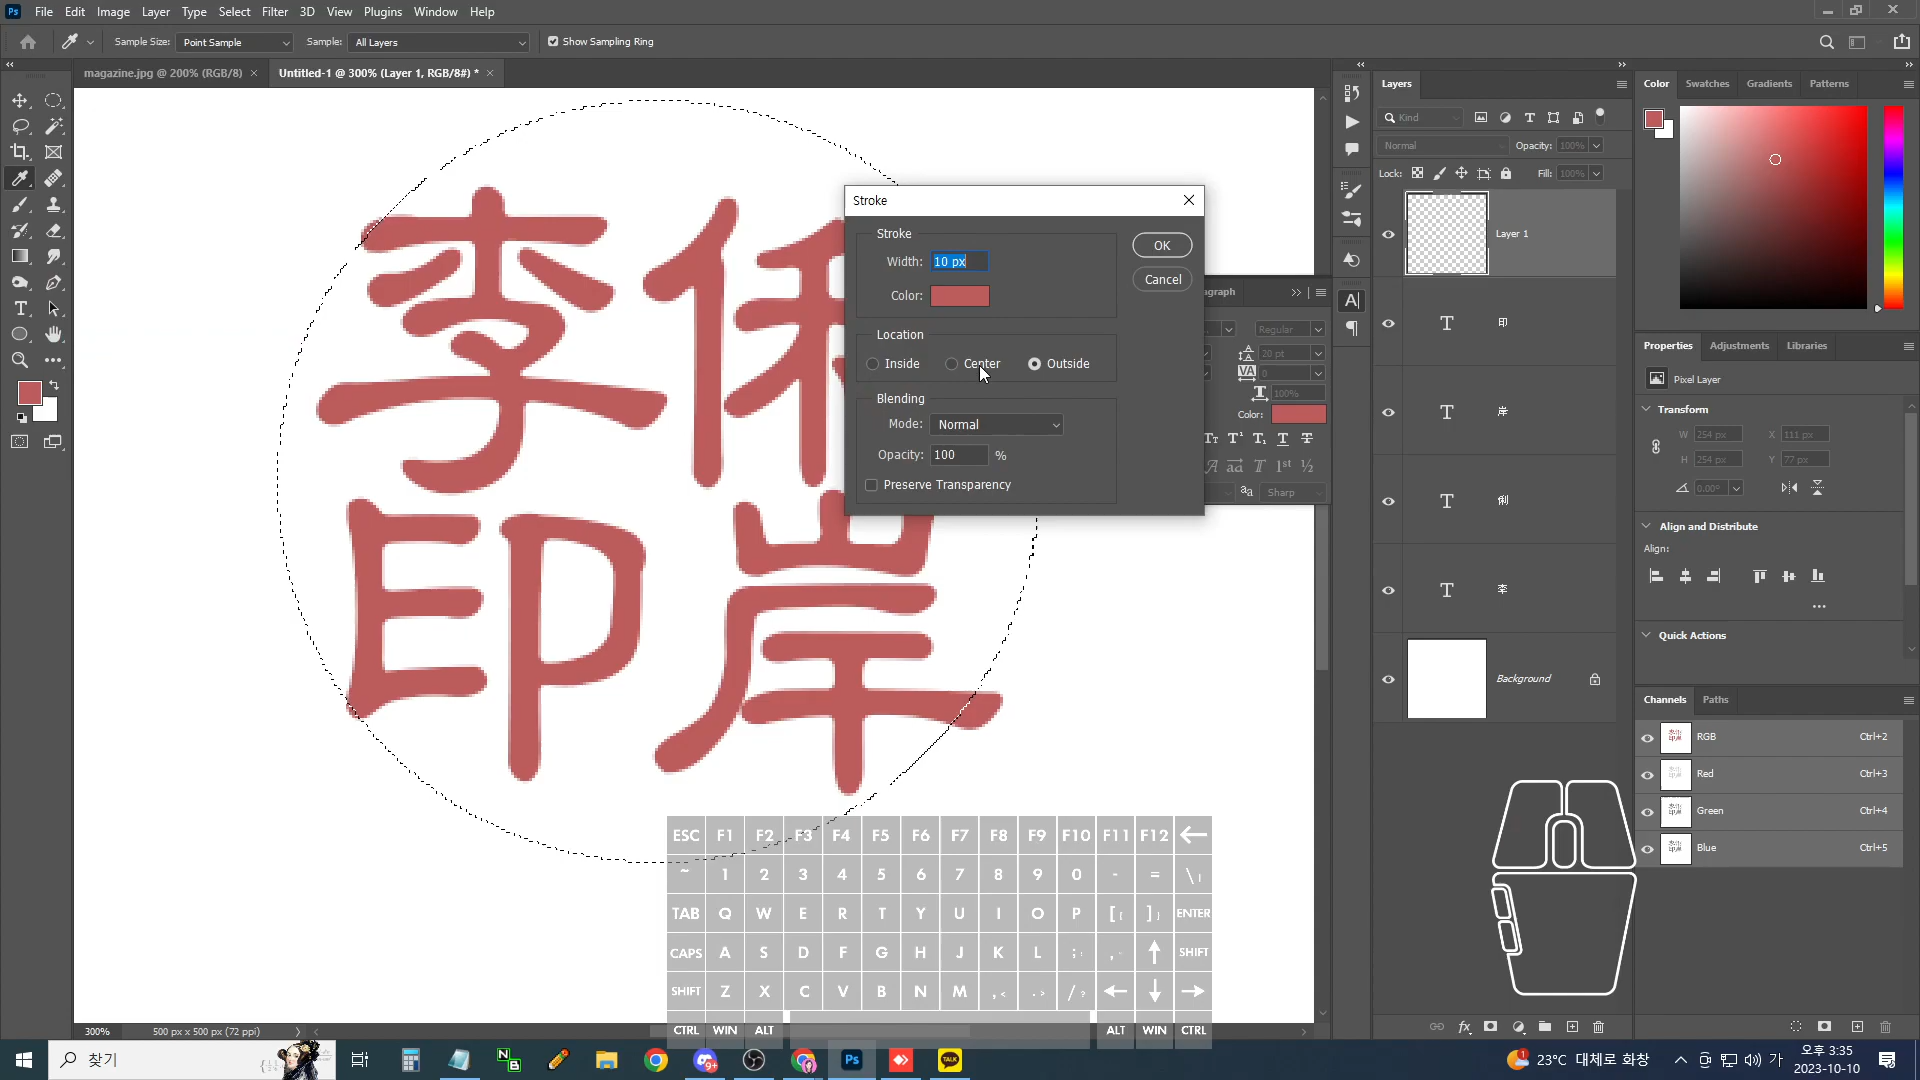 File Edit Image Layer Type Select Filter 3D View Plugins Window Help
Sample Size: Point Sample Sample: All Layers Show Sampling Ring
magazine.jpg @ 200% (RGB/8) Untitled-1 @ 300% (Layer 1, RGB/8#) *
李 俐
印 岸
Stroke
Stroke
Width: 10 px
Color:
OK
Cancel
Location
Inside Center Outside
Blending
Mode: Normal
Opacity: 100 %
Preserve Transparency
Regular
20 pt
0
100%
Color:
Sharp
Layers
Kind
Normal Opacity: 100%
Lock: Fill: 100%
Layer 1
印
岸
俐
李
Background
Color Swatches Gradients Patterns
Properties Adjustments Libraries
Pixel Layer
Transform
W 254 px X 111 px
H 254 px Y 77 px
0.00°
Align and Distribute
Align:
Quick Actions
Channels Paths
RGB Ctrl+2
Red Ctrl+3
Green Ctrl+4
Blue Ctrl+5
ESC F1 F2 F3 F4 F5 F6 F7 F8 F9 F10 F11 F12
~ 1 2 3 4 5 6 7 8 9 0 - = \
TAB Q W E R T Y U I O P [ ] ENTER
CAPS A S D F G H J K L ; SHIFT
SHIFT Z X C V B N M , < . > / ?
CTRL WIN ALT ALT WIN CTRL
300% 500 px x 500 px (72 ppi)
찾기
23°C 대체로 화창
가
오후 3:35
2023-10-10